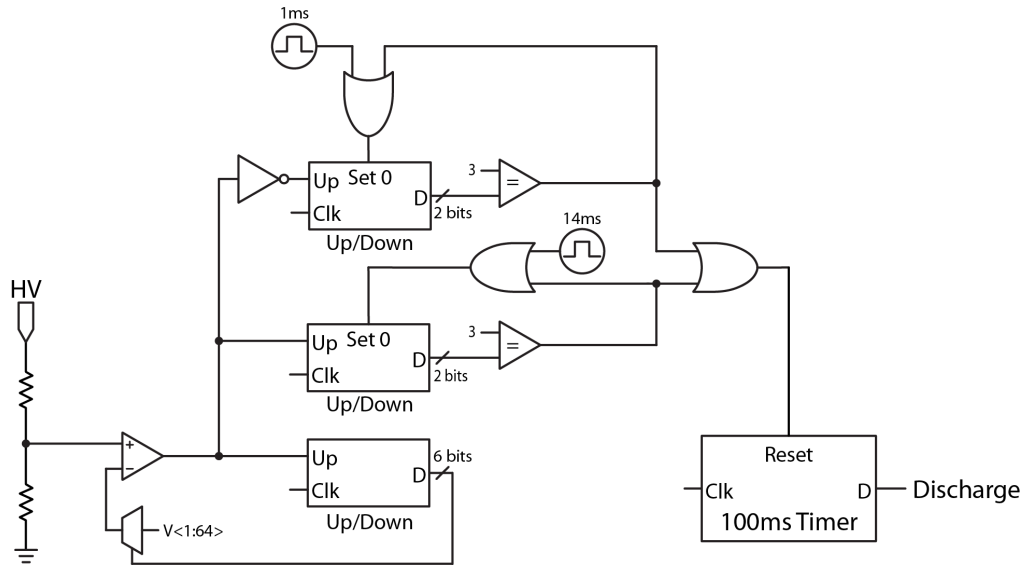 1ms
Up Set 0
Clk
D
2 bits
Up/Down
3
=
14ms
HV
Up Set 0
Clk
D
2 bits
Up/Down
3
=
+
−
Up
Clk
D
6 bits
Up/Down
V<1:64>
Reset
Clk
D
100ms Timer
Discharge